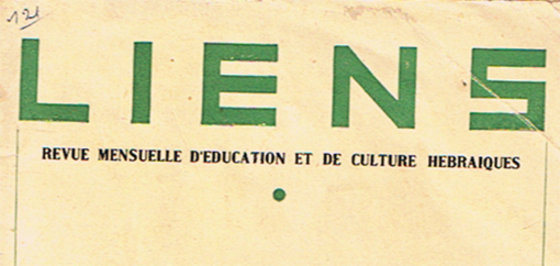 LIENS
REVUE MENSUELLE D'EDUCATION ET DE CULTURE HEBRAIQUES